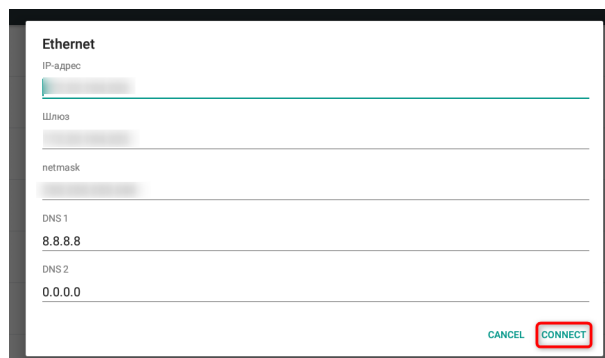 Ethernet
IP-адрес
Шлюз
netmask
DNS 1
8.8.8.8
DNS 2
0.0.0.0
CANCEL CONNECT